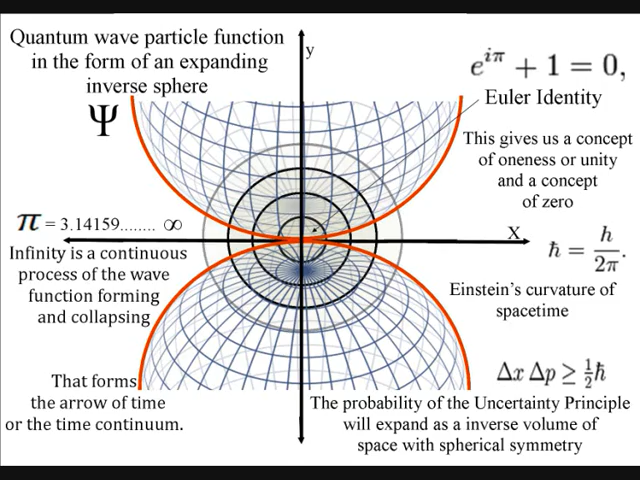 Quantum wave particle function
in the form of an expanding
inverse sphere
Ψ
y
e^{iπ} + 1 = 0,
Euler Identity
This gives us a concept
of oneness or unity
and a concept
of zero
π = 3.14159........ ∞
Infinity is a continuous
process of the wave
function forming
and collapsing
X
ħ = h / 2π.
Einstein's curvature of
spacetime
That forms
the arrow of time
or the time continuum.
Δx Δp ≥ ½ħ
The probability of the Uncertainty Principle
will expand as a inverse volume of
space with spherical symmetry